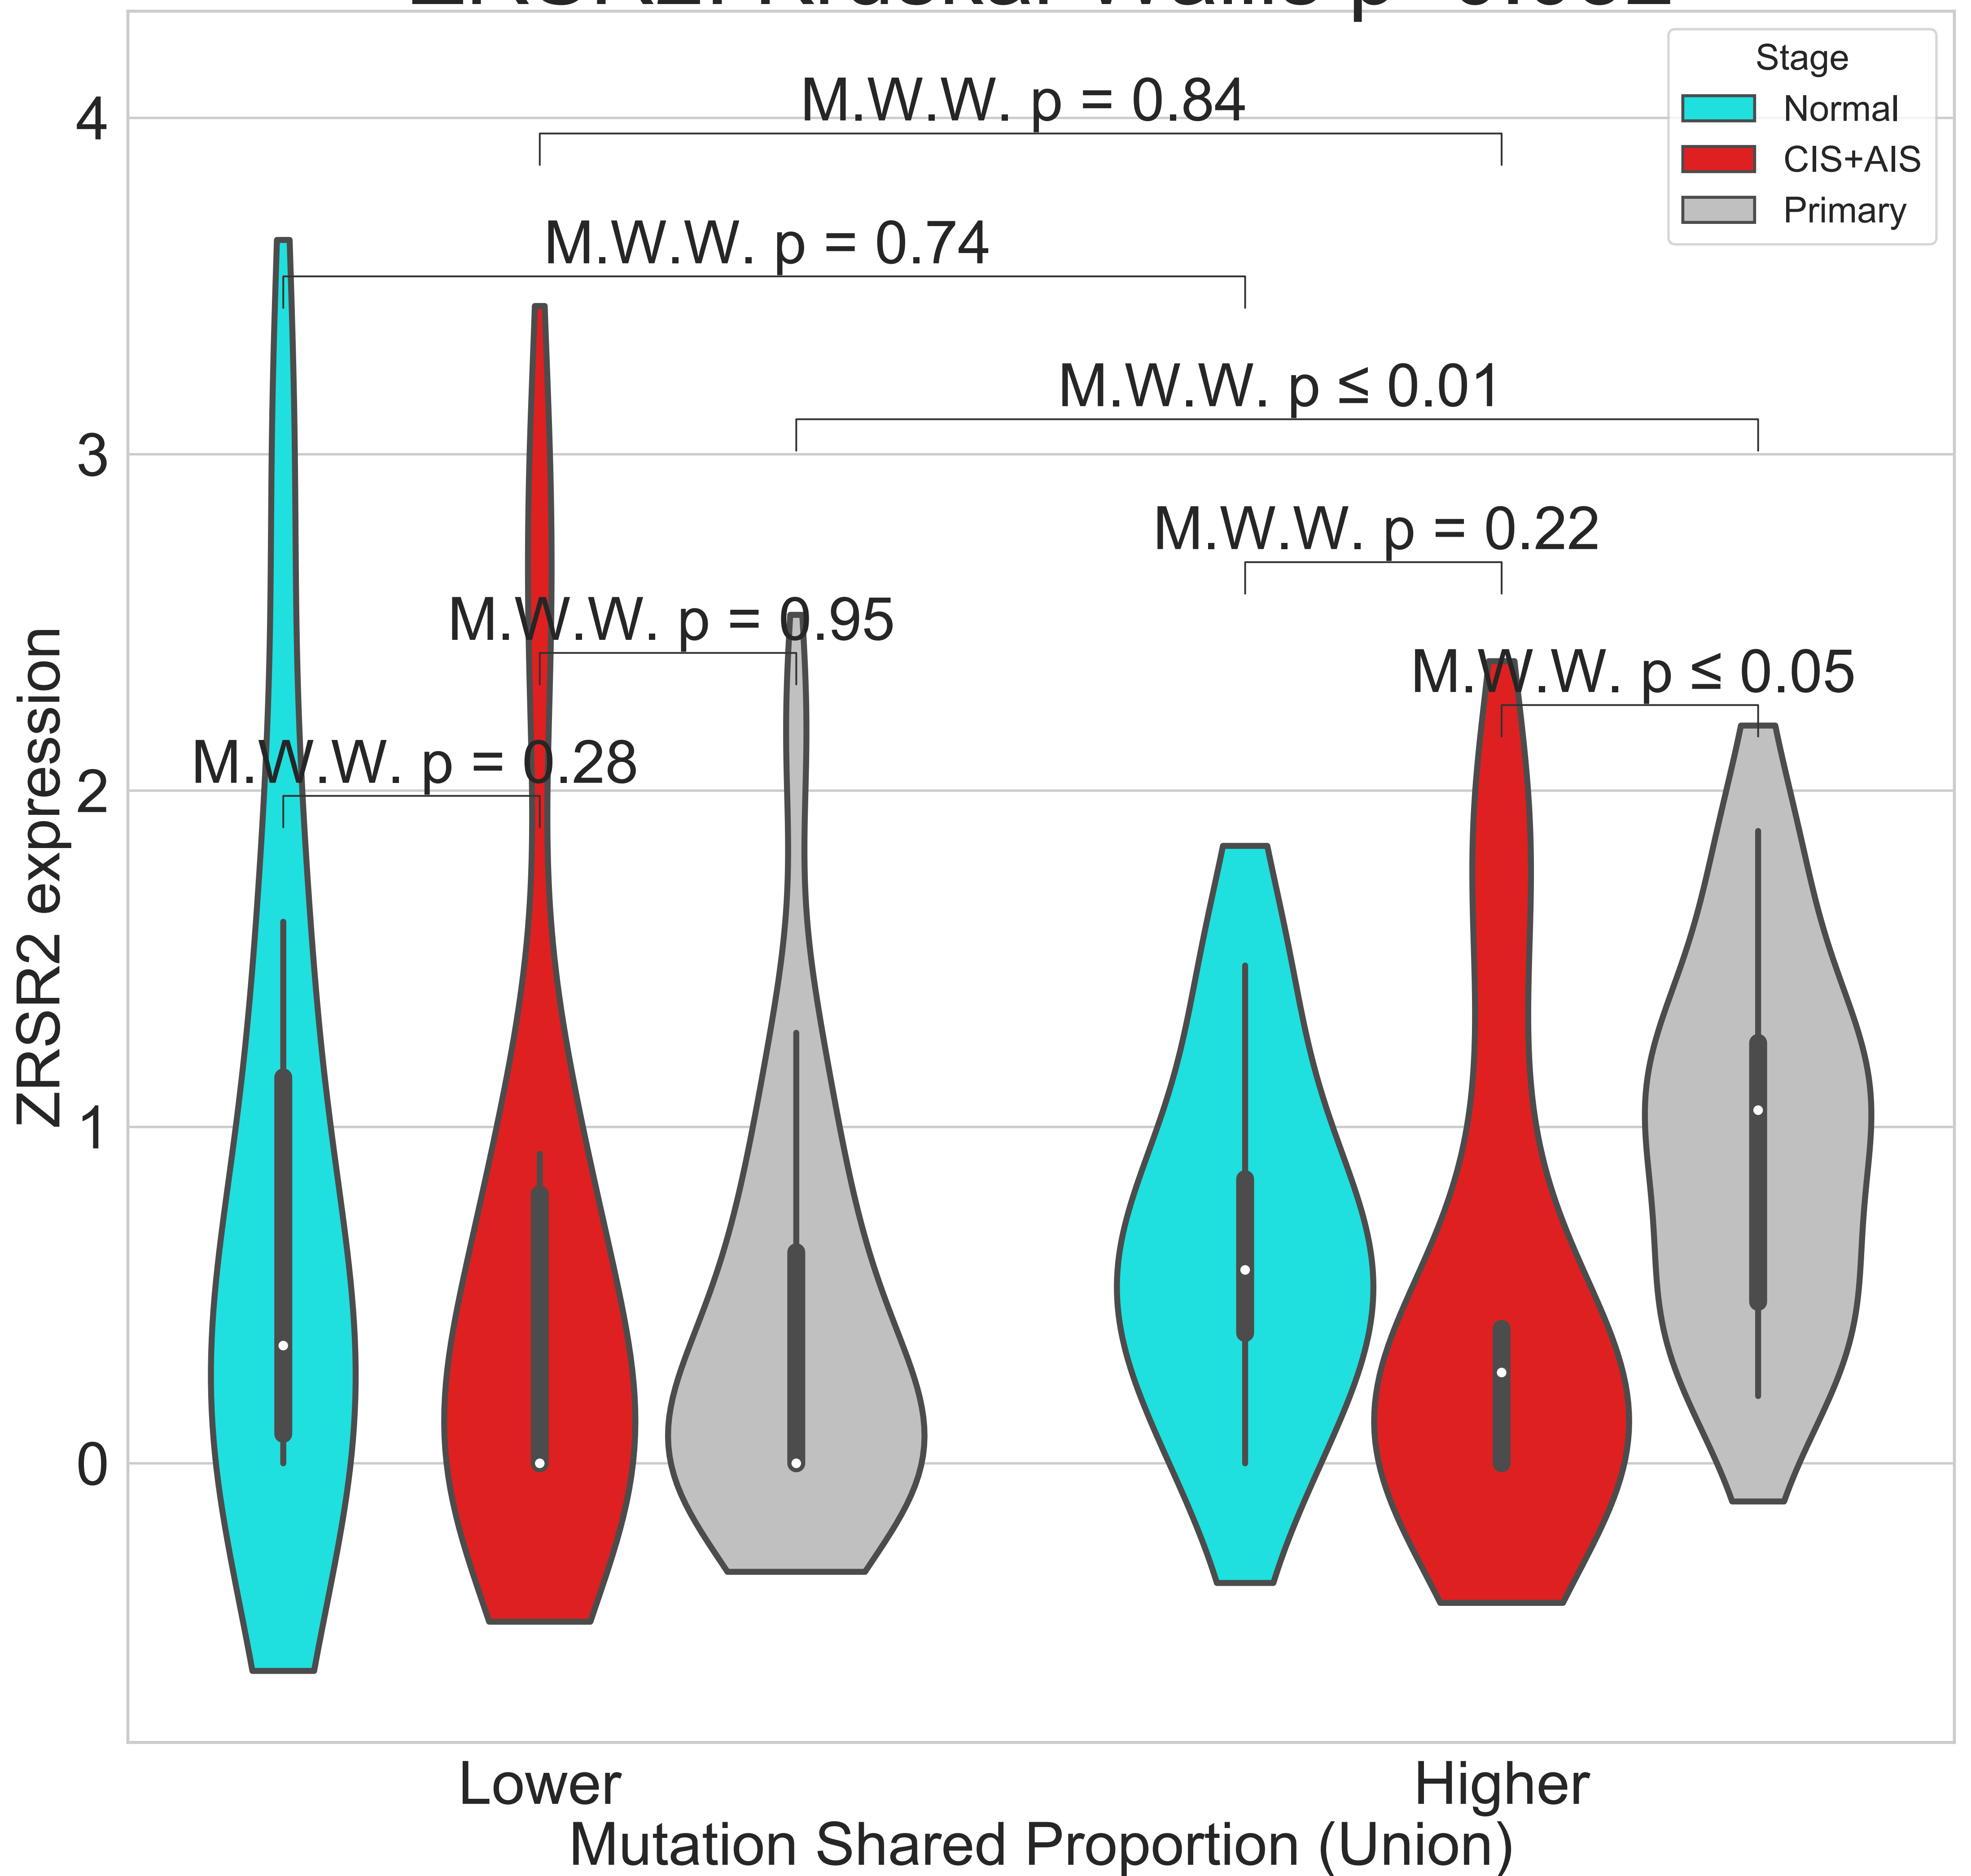 4
3
2
1
0
ZRSR2 expression
M.W.W. p = 0.84
M.W.W. p = 0.74
M.W.W. p ≤ 0.01
M.W.W. p = 0.22
M.W.W. p = 0.95
M.W.W. p ≤ 0.05
M.W.W. p = 0.28
Stage
Normal
CIS+AIS
Primary
Lower
Higher
Mutation Shared Proportion (Union)